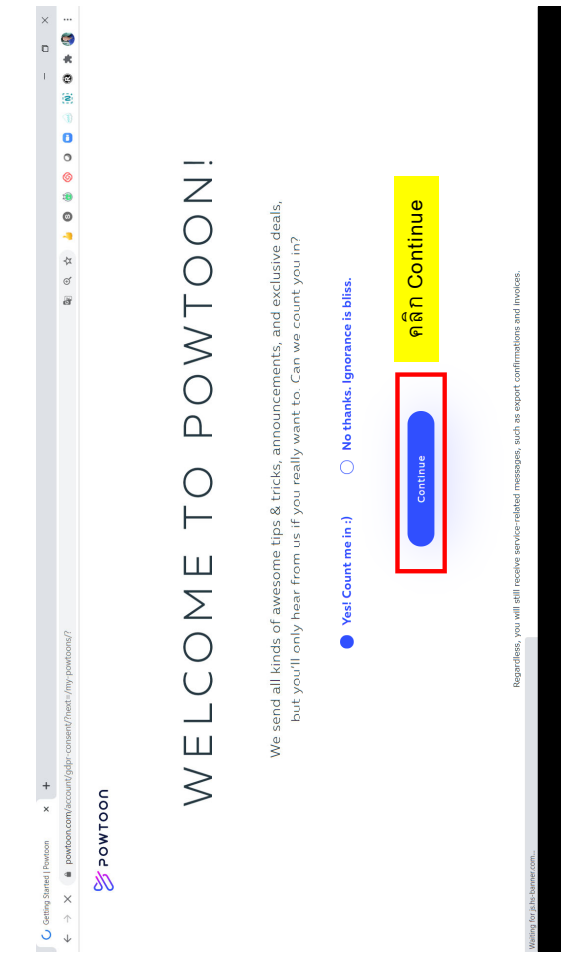 Getting Started | Powtoon
powtoon.com/account/gdpr-consent/?next=/my-powtoons/?
POWTOON
WELCOME TO POWTOON!
We send all kinds of awesome tips & tricks, announcements, and exclusive deals,
but you'll only hear from us if you really want to. Can we count you in?
Yes! Count me in :) No thanks. Ignorance is bliss.
Continue คลิก Continue
Regardless, you will still receive service-related messages, such as export confirmations and invoices.
Waiting for js.hs-banner.com...